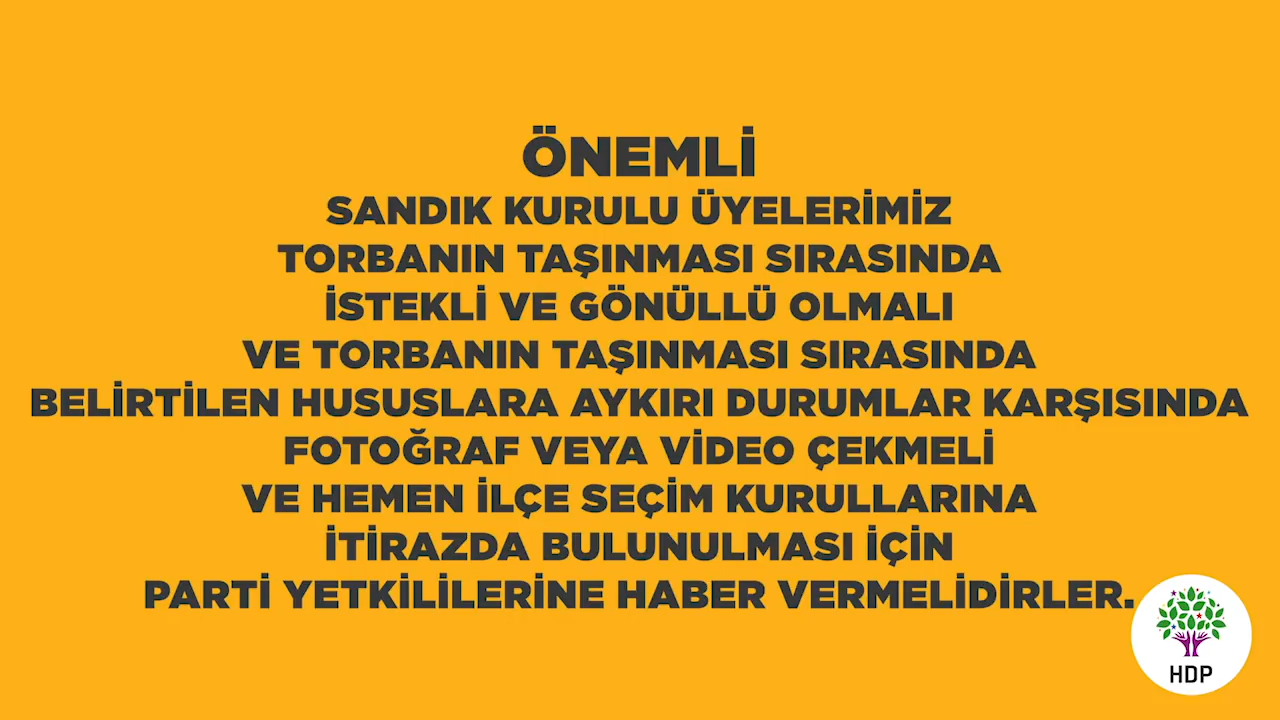 ÖNEMLİ
SANDIK KURULU ÜYELERİMİZ
TORBANIN TAŞINMASI SIRASINDA
İSTEKLİ VE GÖNÜLLÜ OLMALI
VE TORBANIN TAŞINMASI SIRASINDA
BELİRTİLEN HUSUSLARA AYKIRI DURUMLAR KARŞISINDA
FOTOĞRAF VEYA VİDEO ÇEKMELİ
VE HEMEN İLÇE SEÇİM KURULLARINA
İTİRAZDA BULUNULMASI İÇİN
PARTİ YETKİLİLERİNE HABER VERMELİDİRLER.
HDP